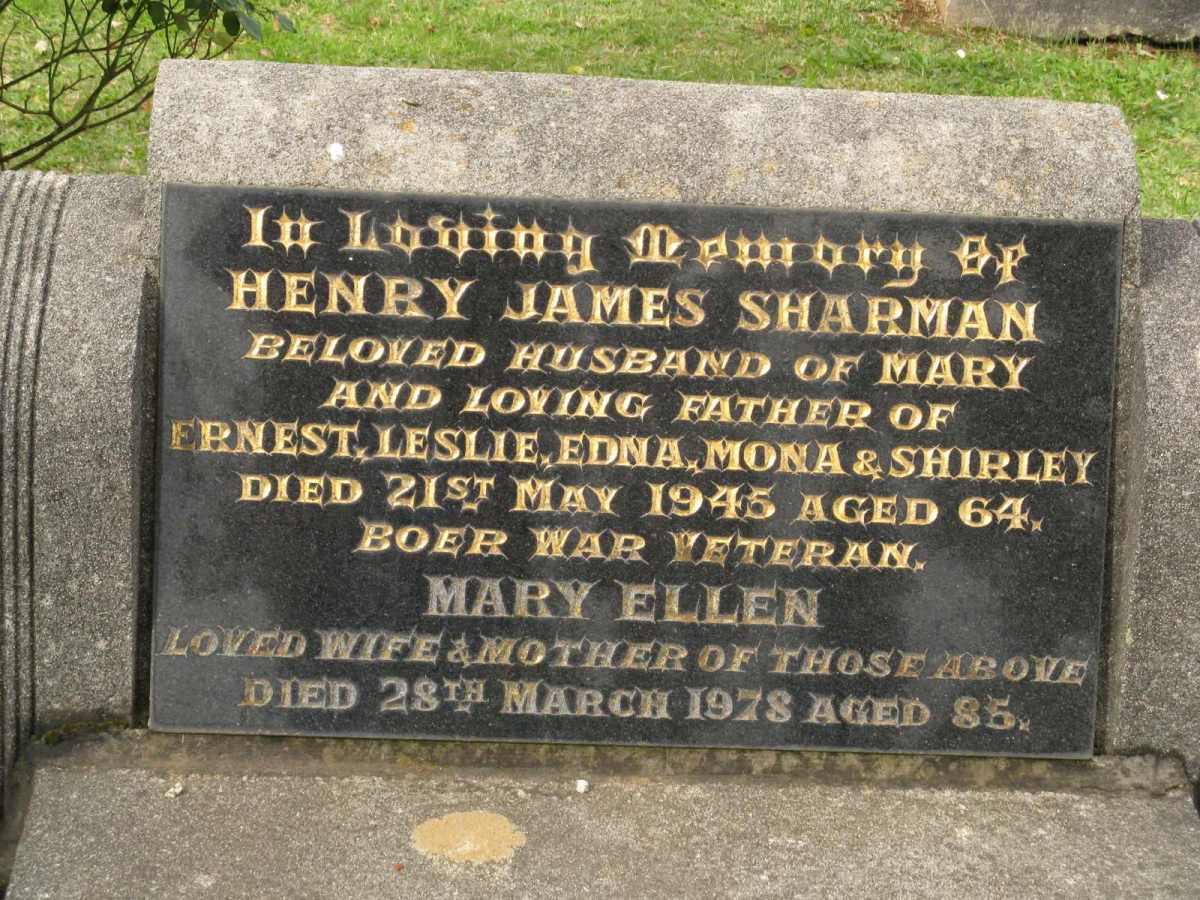 In Loving Memory Of
HENRY JAMES SHARMAN
BELOVED HUSBAND OF MARY
AND LOVING FATHER OF
ERNEST, LESLIE, EDNA, MONA & SHIRLEY
DIED 21ST MAY 1945 AGED 64.
BOER WAR VETERAN.
MARY ELLEN
LOVED WIFE & MOTHER OF THOSE ABOVE
DIED 28TH MARCH 1978 AGED 85.